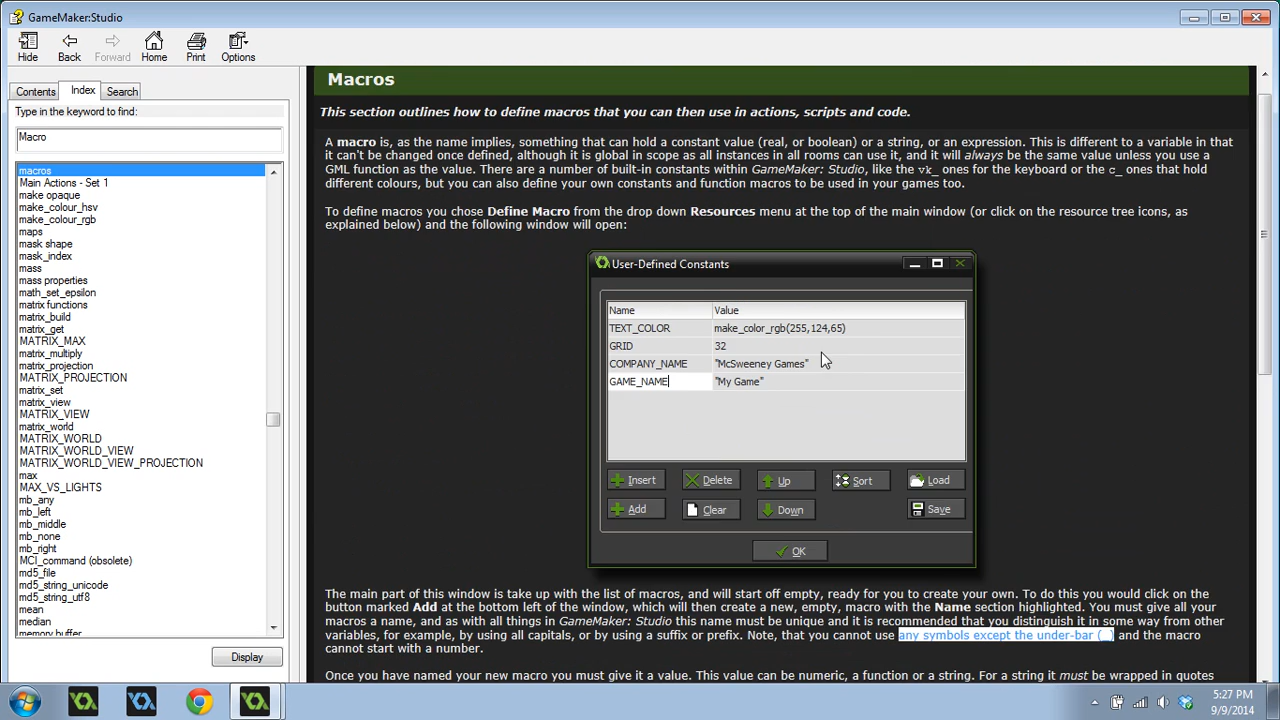 GameMaker:Studio
Hide
Back
Forward
Home
Print
Options
Contents
Index
Search
Type in the keyword to find:
Macro
macros
Main Actions - Set 1
make opaque
make_colour_hsv
make_colour_rgb
maps
mask shape
mask_index
mass
mass properties
math_set_epsilon
matrix functions
matrix_build
matrix_get
MATRIX_MAX
matrix_multiply
matrix_projection
MATRIX_PROJECTION
matrix_set
matrix_view
MATRIX_VIEW
matrix_world
MATRIX_WORLD
MATRIX_WORLD_VIEW
MATRIX_WORLD_VIEW_PROJECTION
max
MAX_VS_LIGHTS
mb_any
mb_left
mb_middle
mb_none
mb_right
MCI_command (obsolete)
md5_file
md5_string_unicode
md5_string_utf8
mean
median
memory buffer
Display
Macros
This section outlines how to define macros that you can then use in actions, scripts and code.
A macro is, as the name implies, something that can hold a constant value (real, or boolean) or a string, or an expression. This is different to a variable in that
it can't be changed once defined, although it is global in scope as all instances in all rooms can use it, and it will always be the same value unless you use a
GML function as the value. There are a number of built-in constants within GameMaker: Studio, like the vk_ ones for the keyboard or the c_ ones that hold
different colours, but you can also define your own constants and function macros to be used in your games too.
To define macros you chose Define Macro from the drop down Resources menu at the top of the main window (or click on the resource tree icons, as
explained below) and the following window will open:
User-Defined Constants
Name Value
TEXT_COLOR make_color_rgb(255,124,65)
GRID 32
COMPANY_NAME "McSweeney Games"
GAME_NAME "My Game"
Insert Delete Up Sort Load
Add Clear Down Save
OK
The main part of this window is take up with the list of macros, and will start off empty, ready for you to create your own. To do this you would click on the
button marked Add at the bottom left of the window, which will then create a new, empty, macro with the Name section highlighted. You must give all your
macros a name, and as with all things in GameMaker: Studio this name must be unique and it is recommended that you distinguish it in some way from other
variables, for example, by using all capitals, or by using a suffix or prefix. Note, that you cannot use any symbols except the under-bar (_) and the macro
cannot start with a number.
Once you have named your new macro you must give it a value. This value can be numeric, a function or a string. For a string it must be wrapped in quotes
5:27 PM
9/9/2014